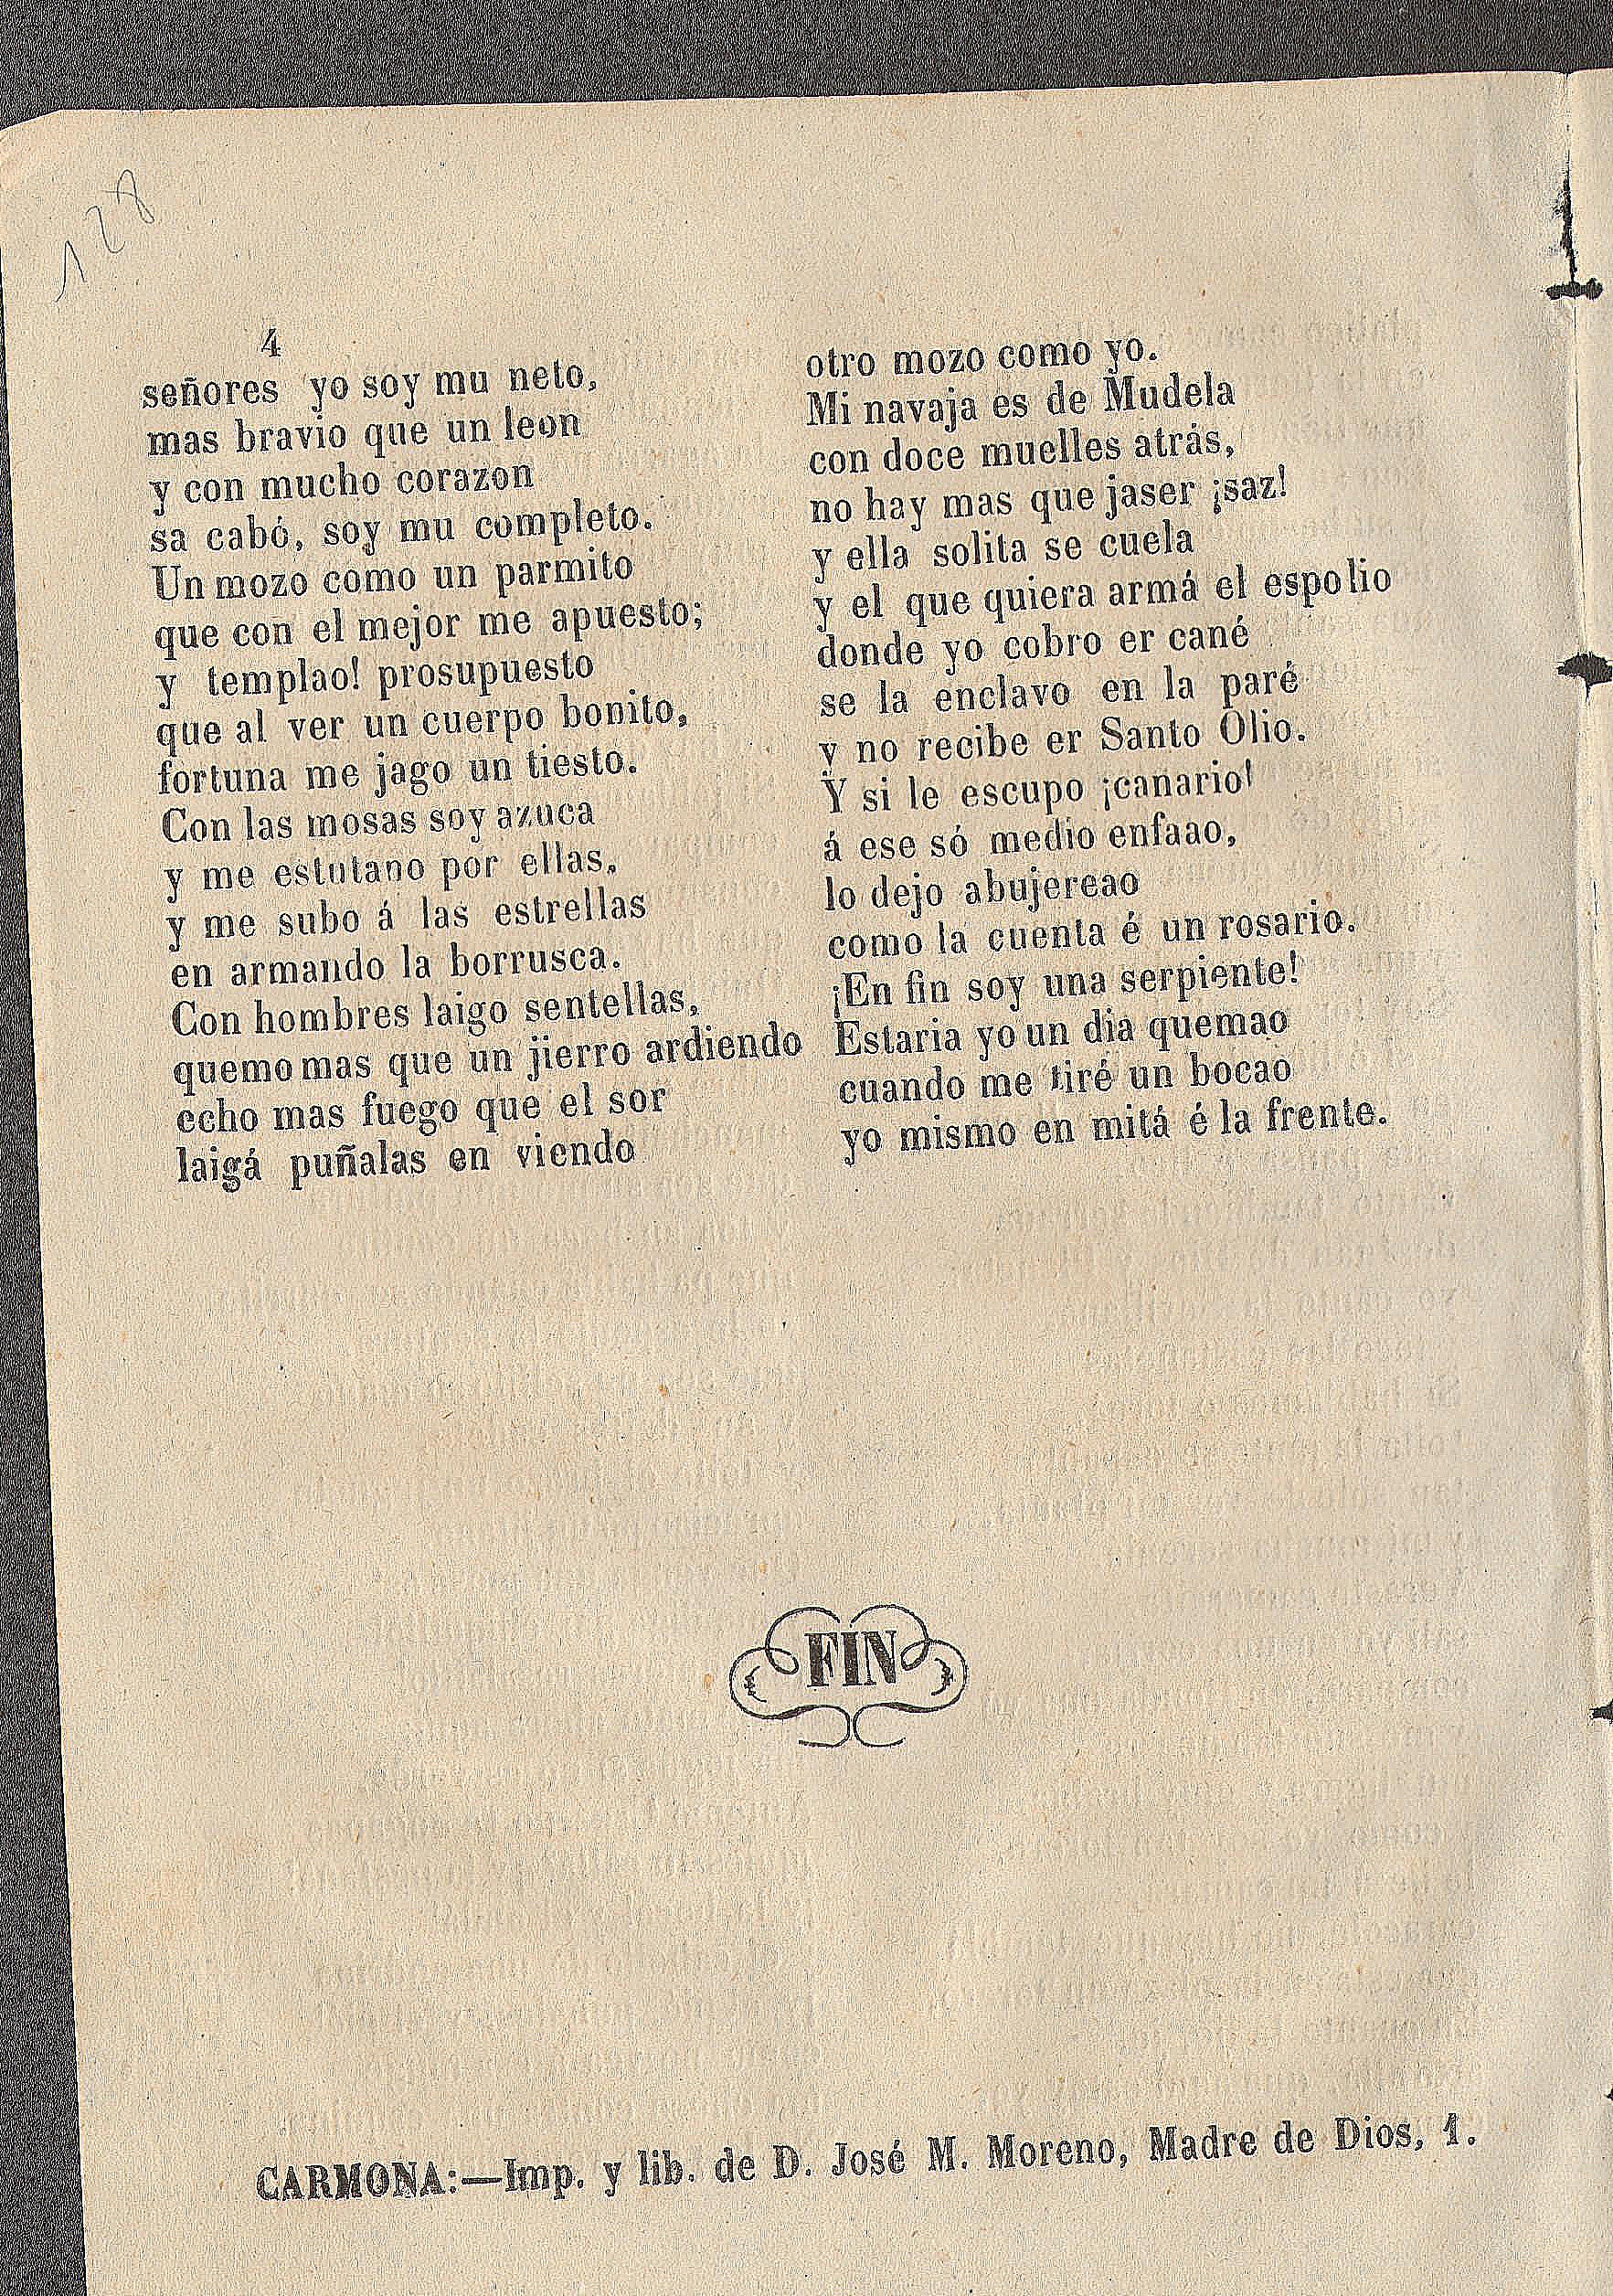 128
4
señores yo soy mu neto,
mas bravio que un leon
y con mucho corazon
sa cabó, soy mu completo.
Un mozo como un parmito
que con el mejor me apuesto;
y templao! prosupuesto
que al ver un cuerpo bonito,
fortuna me jago un tiesto.
Con las mosas soy azuca
y me estutano por ellas,
y me subo á las estrellas
en armando la borrusca.
Con hombres laigo sentellas,
quemo mas que un jierro ardiendo
echo mas fuego que el sor
laigá puñalas en viendo
otro mozo como yo.
Mi navaja es de Mudela
con doce muelles atrás,
no hay mas que jaser ¡saz!
y ella solita se cuela
y el que quiera armá el espolio
donde yo cobro er cané
se la enclavo en la paré
y no recibe er Santo Olio.
Y si le escupo ¡canario!
á ese só medio enfaao,
lo dejo abujereao
como la cuenta é un rosario.
¡En fin soy una serpiente!
Estaria yo un dia quemao
cuando me tiré un bocao
yo mismo en mitá é la frente.
FIN
CARMONA:—Imp. y lib. de D. José M. Moreno, Madre de Dios, 1.